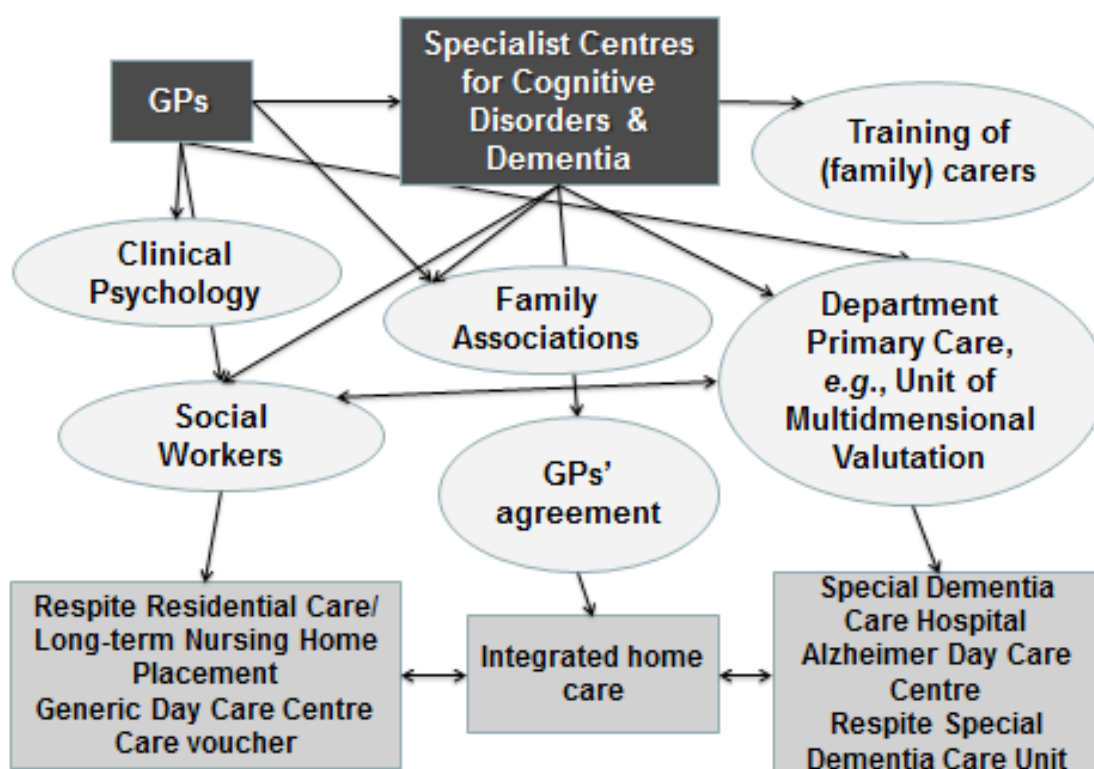 Specialist Centres
for Cognitive
Disorders &
Dementia
GPs
Training of
(family) carers
Clinical
Psychology
Family
Associations
Department
Primary Care,
e.g., Unit of
Multidmensional
Valutation
Social
Workers
GPs'
agreement
Respite Residential Care/
Long-term Nursing Home
Placement
Generic Day Care Centre
Care voucher
Integrated home
care
Special Dementia
Care Hospital
Alzheimer Day Care
Centre
Respite Special
Dementia Care Unit